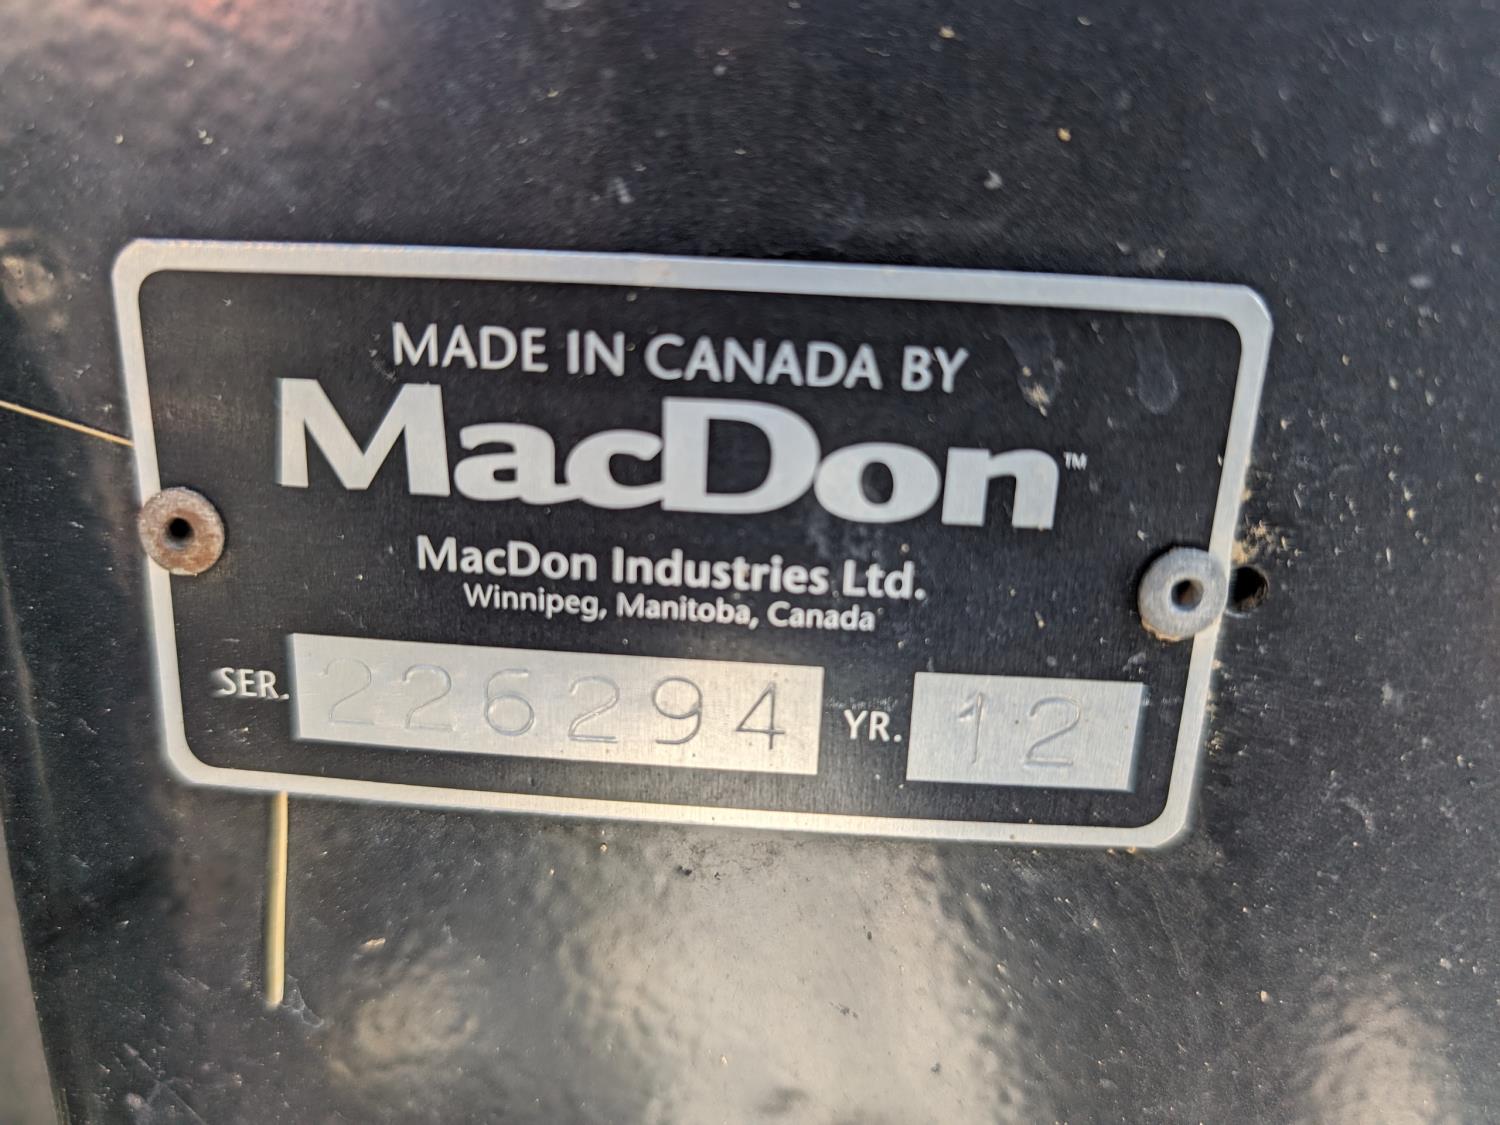 MADE IN CANADA BY
MacDon™
MacDon Industries Ltd.
Winnipeg, Manitoba, Canada
SER. 226294 YR. 12